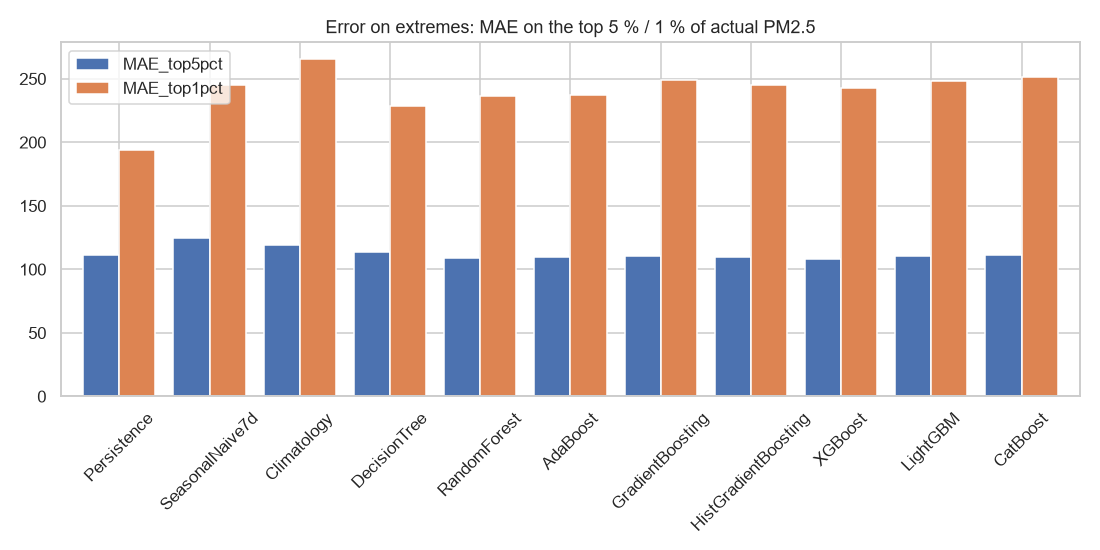 Error on extremes: MAE on the top 5 % / 1 % of actual PM2.5
MAE_top5pct
MAE_top1pct
250
200
150
100
50
0
Persistence
SeasonalNaive7d
Climatology
DecisionTree
RandomForest
AdaBoost
GradientBoosting
HistGradientBoosting
XGBoost
LightGBM
CatBoost